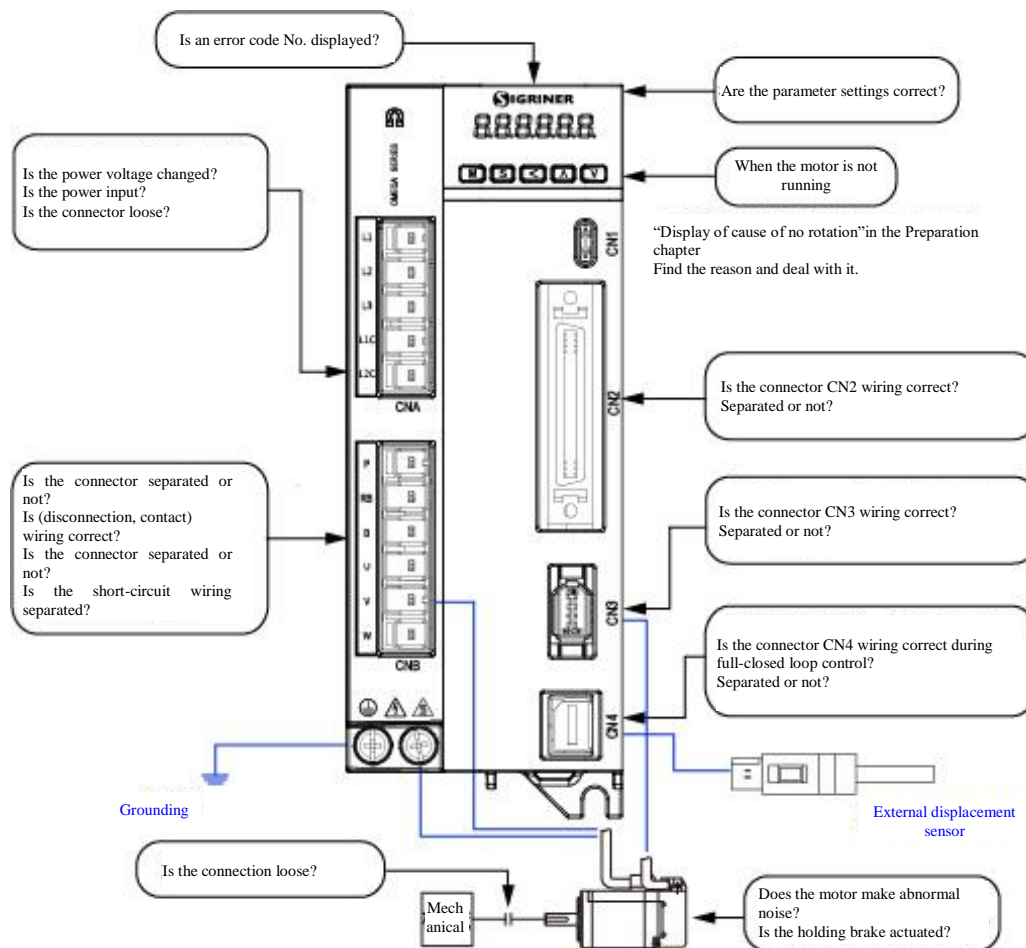 Is an error code No. displayed?
SIGRINER
Are the parameter settings correct?
OMEGA SERIES
M S < ∧ V
When the motor is not
running
Is the power voltage changed?
Is the power input?
Is the connector loose?
"Display of cause of no rotation"in the Preparation
chapter
Find the reason and deal with it.
CN1
L1
L2
L3
L1C
L2C
CNA
CN2
Is the connector CN2 wiring correct?
Separated or not?
Is the connector separated or
not?
Is (disconnection, contact)
wiring correct?
Is the connector separated or
not?
Is the short-circuit wiring
separated?
P
RB
B
U
V
W
CNB
Is the connector CN3 wiring correct?
Separated or not?
CN3
Is the connector CN4 wiring correct during
full-closed loop control?
Separated or not?
CN4
Grounding
External displacement
sensor
Is the connection loose?
Mech
anical
Does the motor make abnormal
noise?
Is the holding brake actuated?